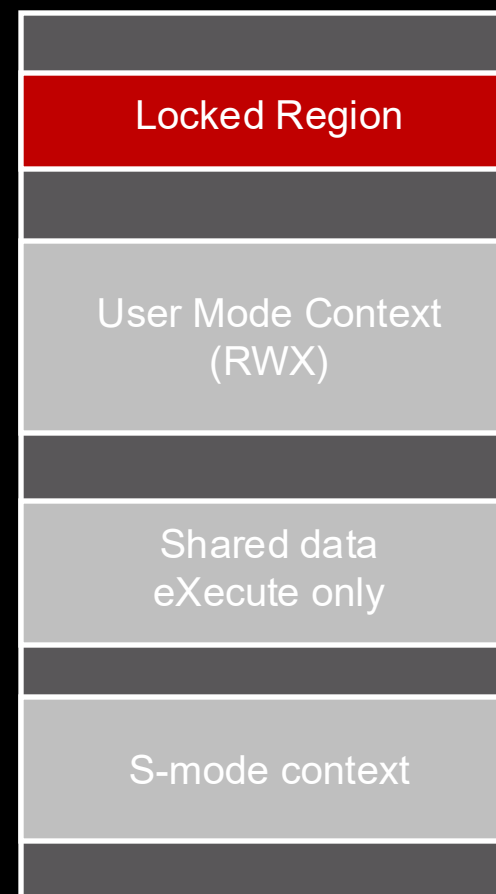 Locked Region
User Mode Context
(RWX)
Shared data
eXecute only
S-mode context